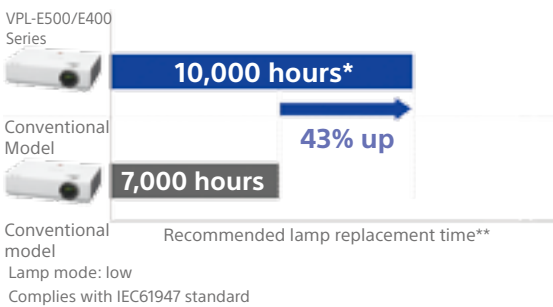 VPL-E500/E400
Series
10,000 hours*
43% up
Conventional
Model
7,000 hours
Conventional
model
Recommended lamp replacement time**
Lamp mode: low
Complies with IEC61947 standard